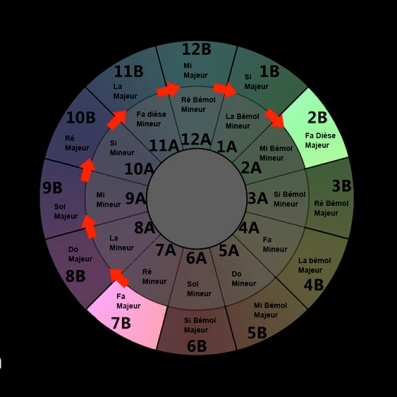 12B
Mi
Majeur
1B
Si
Majeur
2B
Fa Dièse
Majeur
3B
Ré Bémol
Majeur
La bémol
Majeur
4B
Mi Bémol
Majeur
5B
Si Bémol
Majeur
6B
Fa
Majeur
7B
Do
Majeur
8B
9B
Sol
Majeur
10B
Ré
Majeur
11B
La
Majeur
Ré Bémol
Mineur
12A
La Bémol
Mineur
1A
Mi Bémol
Mineur
2A
3A
Si Bémol
Mineur
4A
Fa
Mineur
5A
Do
Mineur
6A
Sol
Mineur
7A
Ré
Mineur
8A
La
Mineur
Mi
Mineur
9A
Si
Mineur
10A
Fa dièse
Mineur
11A